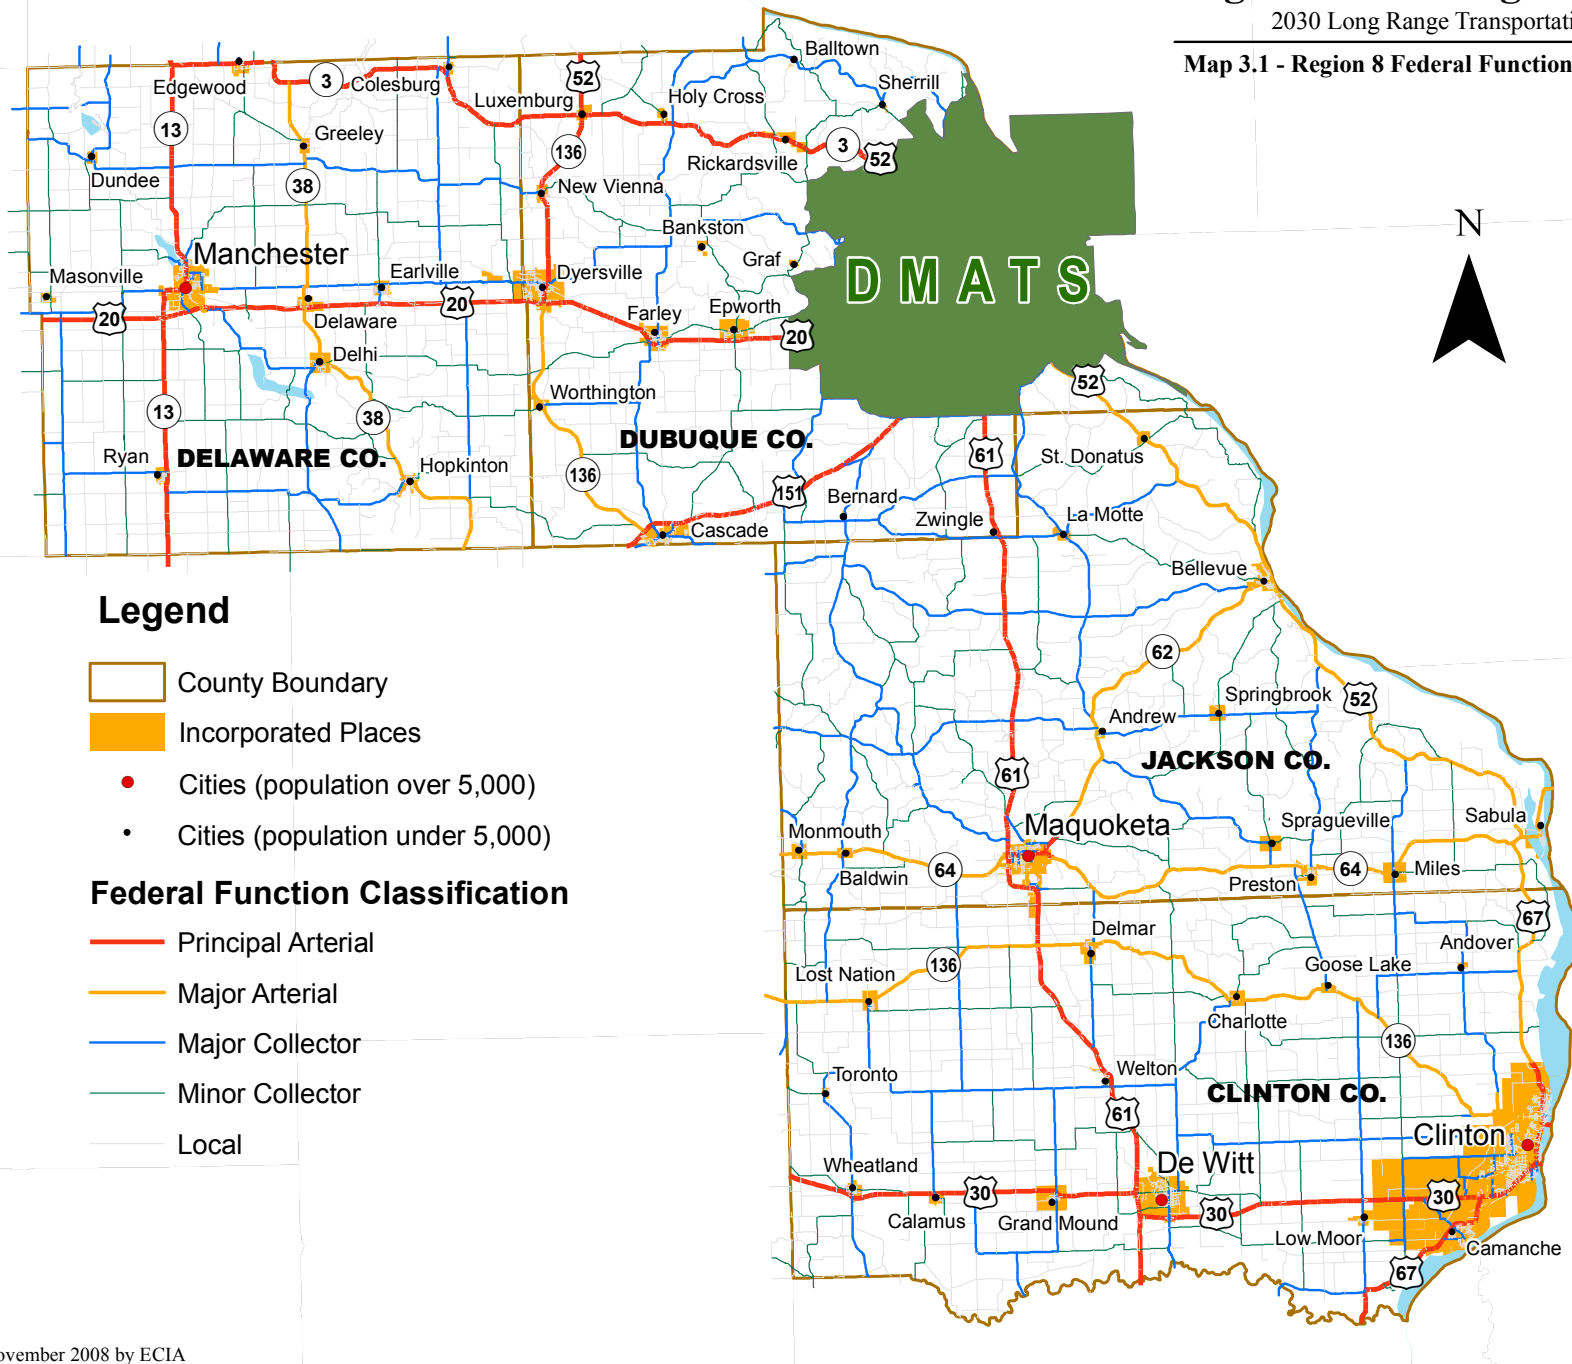 2030 Long Range Transportati
Map 3.1 - Region 8 Federal Function
Balltown
Edgewood
3
Colesburg
52
Sherrill
Luxemburg
Holy Cross
13
Greeley
136
Rickardsville
3
52
Dundee
38
New Vienna
Bankston
N
Manchester
Graf
Masonville
Earlville
Dyersville
DMATS
20
20
Delaware
Farley
Epworth
20
Delhi
52
13
38
Worthington
DUBUQUE CO.
Ryan
DELAWARE CO.
Hopkinton
136
61
St. Donatus
151
Bernard
Zwingle
La Motte
Cascade
Bellevue
Legend
County Boundary
Incorporated Places
Cities (population over 5,000)
Cities (population under 5,000)
Federal Function Classification
Principal Arterial
Major Arterial
Major Collector
Minor Collector
Local
62
Springbrook
52
Andrew
JACKSON CO.
61
Monmouth
Maquoketa
Spragueville
Sabula
Baldwin
64
Preston
64
Miles
67
Delmar
Andover
Lost Nation
136
Goose Lake
Charlotte
136
Toronto
Welton
CLINTON CO.
61
Clinton
Wheatland
De Witt
30
30
30
Calamus
Grand Mound
Low Moor
Camanche
67
ovember 2008 by ECIA